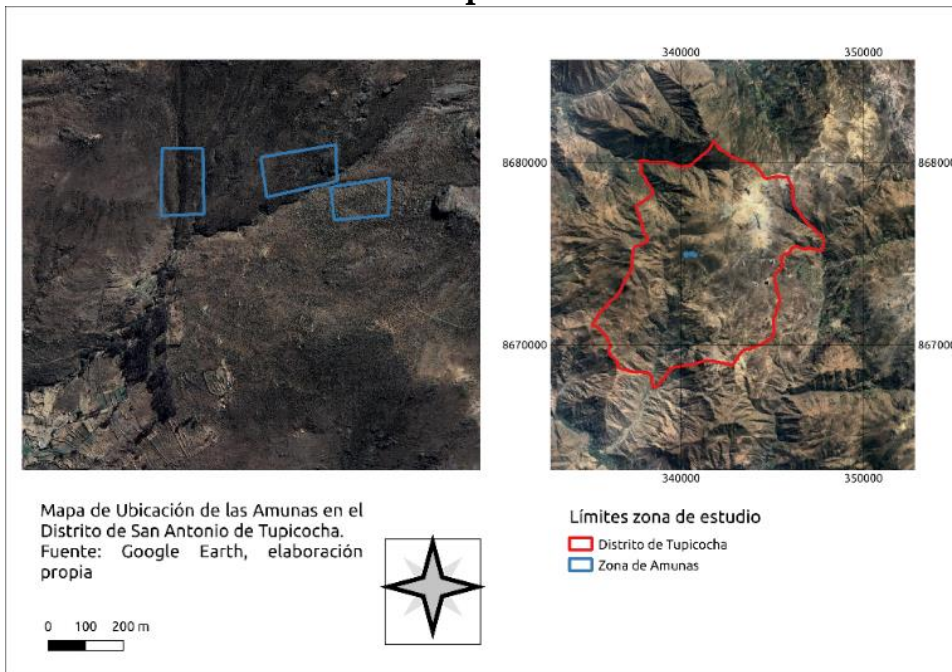 340000 350000
8680000 8680000
8670000 8670000
340000 350000
Mapa de Ubicación de las Amunas en el
Distrito de San Antonio de Tupicocha.
Fuente: Google Earth, elaboración
propia
0 100 200 m
Límites zona de estudio
Distrito de Tupicocha
Zona de Amunas